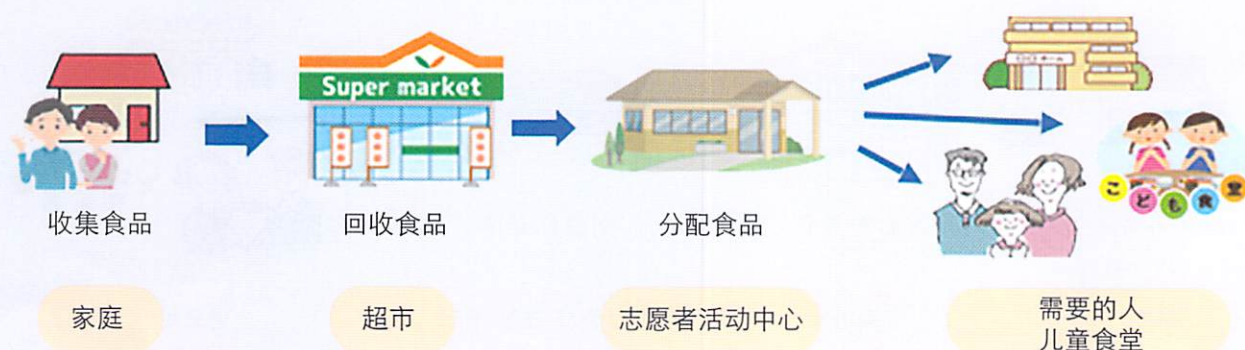 Super market
こども食堂
收集食品
回收食品
分配食品
家庭
超市
志愿者活动中心
需要的人
儿童食堂